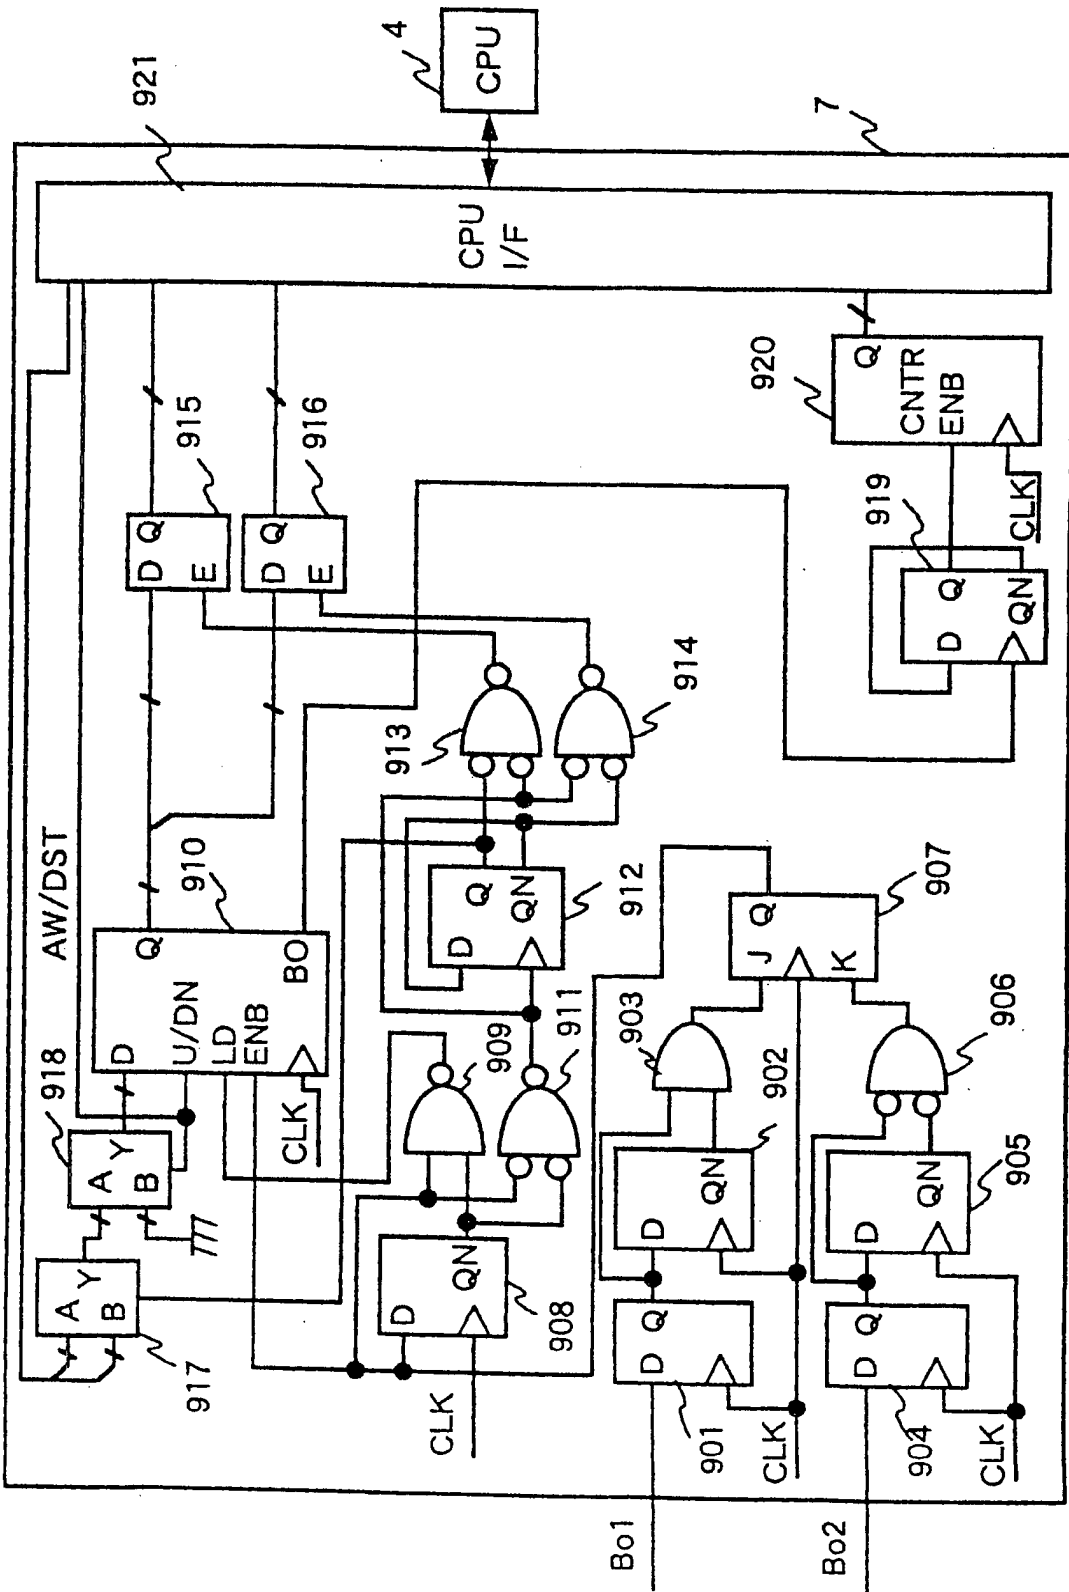 4
CPU
921
7
CPU
I/F
AW/DST
918
A Y
B
917
A Y
B
910
D Q
U/DN
LD
ENB BO
CLK
915
D Q
E
916
D Q
E
920
Q
CNTR
ENB
CLK
919
D Q
QN
913
914
912
D Q
QN
909
911
908
D
QN
CLK
907
J Q
K
903
906
902
D
QN
905
D
QN
901
D Q
CLK
904
D Q
CLK
Bo1
Bo2